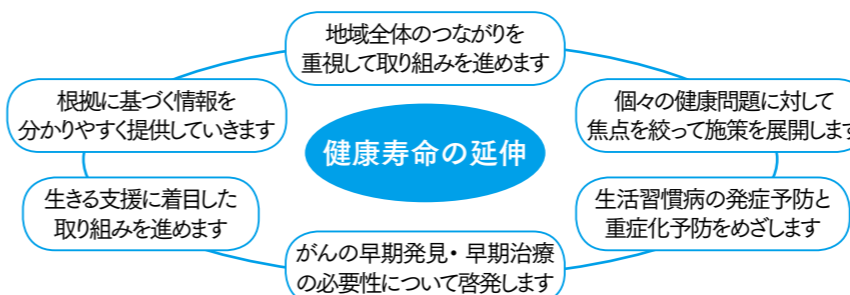 地域全体のつながりを
重視して取り組みを進めます
根拠に基づく情報を
分かりやすく提供していきます
個々の健康問題に対して
焦点を絞って施策を展開します
健康寿命の延伸
生きる支援に着目した
取り組みを進めます
生活習慣病の発症予防と
重症化予防をめざします
がんの早期発見・早期治療
の必要性について啓発します